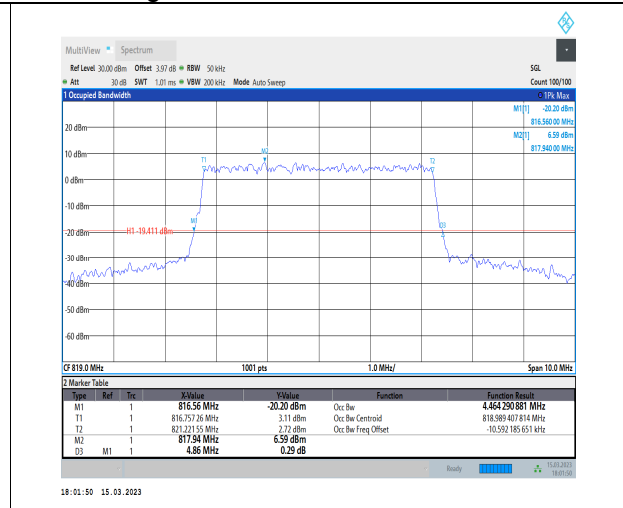 MultiView Spectrum
Ref Level 30.00 dBm Offset 3.97 dB RBW 50 kHz SGL
Att 30 dB SWT 1.01 ms VBW 200 kHz Mode Auto Sweep Count 100/100
1 Occupied Bandwidth 1Pk Max
M1[1] -20.20 dBm
816.560 00 MHz
M2[1] 6.59 dBm
817.940 00 MHz
20 dBm
10 dBm
M2
T1
T2
0 dBm
-10 dBm
M1
D3
-20 dBm
H1 -19.411 dBm
-30 dBm
-40 dBm
-50 dBm
-60 dBm
CF 819.0 MHz 1001 pts 1.0 MHz/ Span 10.0 MHz
2 Marker Table
Type Ref Trc X-Value Y-Value Function Function Result
M1 1 816.56 MHz -20.20 dBm Occ Bw 4.464 290 881 MHz
T1 1 816.757 26 MHz 3.11 dBm Occ Bw Centroid 818.989 407 814 MHz
T2 1 821.221 55 MHz 2.72 dBm Occ Bw Freq Offset -10.592 185 651 kHz
M2 1 817.94 MHz 6.59 dBm
D3 M1 1 4.86 MHz 0.29 dB
Ready 15.03.2023
18:01:50
18:01:50 15.03.2023